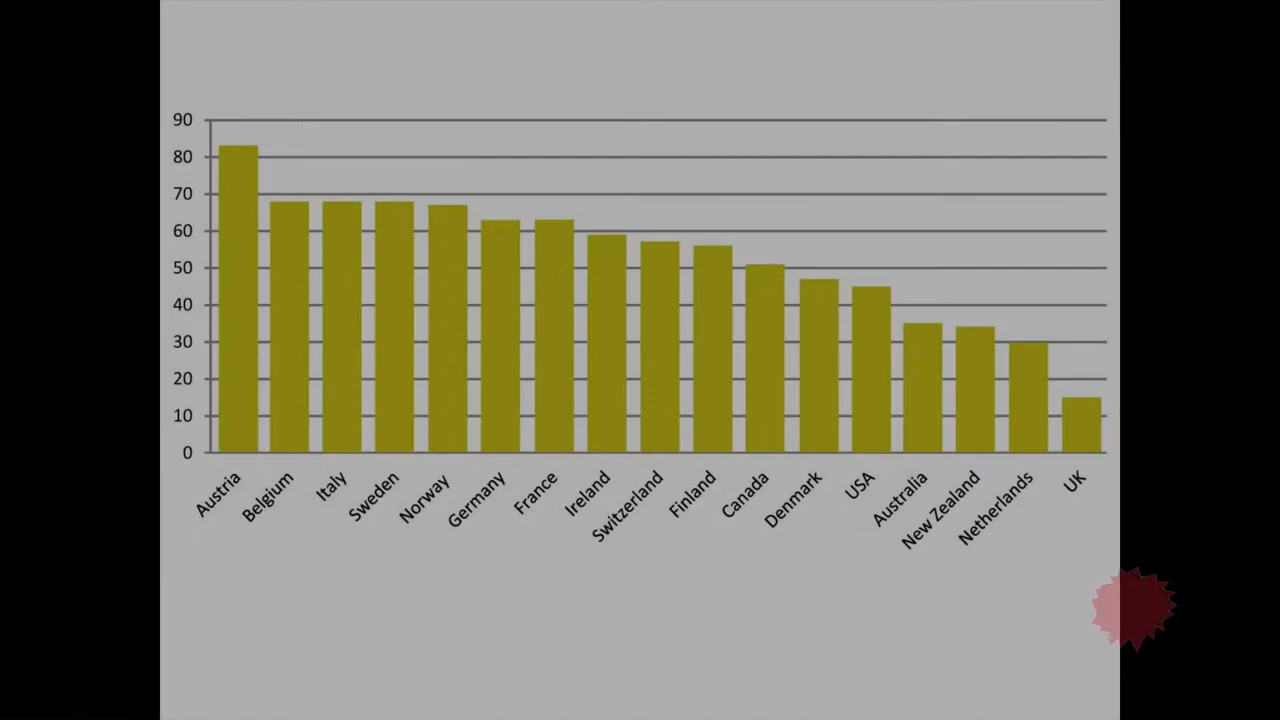 90
80
70
60
50
40
30
20
10
0
Austria
Belgium
Italy
Sweden
Norway
Germany
France
Ireland
Switzerland
Finland
Canada
Denmark
USA
Australia
New Zealand
Netherlands
UK